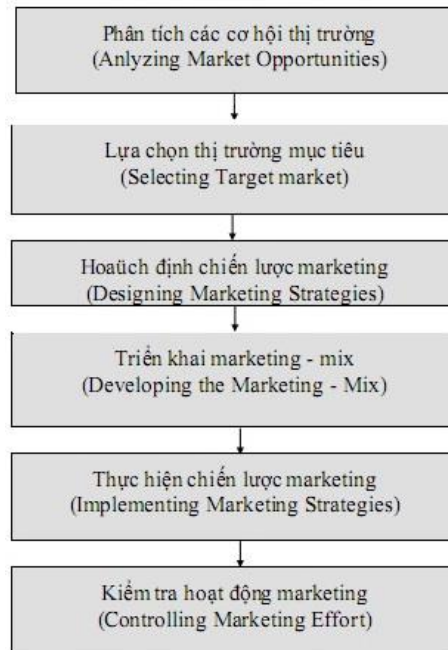 Phân tích các cơ hội thị trường
(Anlyzing Market Opportunities)
Lựa chọn thị trường mục tiêu
(Selecting Target market)
Hoaüch định chiến lược marketing
(Designing Marketing Strategies)
Triển khai marketing - mix
(Developing the Marketing - Mix)
Thực hiện chiến lược marketing
(Implementing Marketing Strategies)
Kiểm tra hoạt động marketing
(Controlling Marketing Effort)